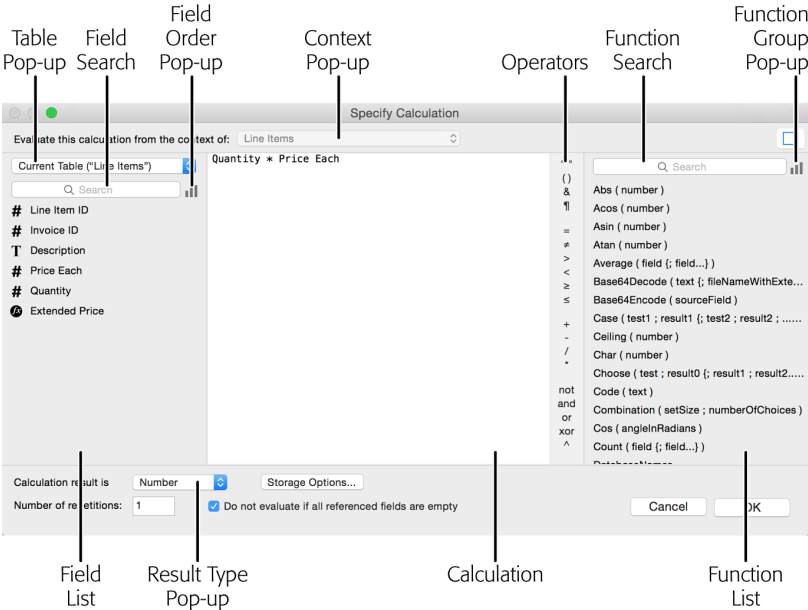 Table
Pop-up
Field
Search
Field
Order
Pop-up
Context
Pop-up
Operators
Function
Search
Function
Group
Pop-up
Specify Calculation
Evaluate this calculation from the context of: Line Items
Current Table ("Line Items")
Search
# Line Item ID
# Invoice ID
T Description
# Price Each
# Quantity
fx Extended Price
Quantity * Price Each
" "
( )
&
¶
=
≠
>
<
≥
≤
+
-
/
*
not
and
or
xor
^
Search
Abs ( number )
Acos ( number )
Asin ( number )
Atan ( number )
Average ( field {; field...} )
Base64Decode ( text {; fileNameWithExte...
Base64Encode ( sourceField )
Case ( test1 ; result1 {; test2 ; result2 ; ......
Ceiling ( number )
Char ( number )
Choose ( test ; result0 {; result1 ; result2.....
Code ( text )
Combination ( setSize ; numberOfChoices )
Cos ( angleInRadians )
Count ( field {; field...} )
DatabaseNames
Calculation result is Number Storage Options...
Number of repetitions: 1 Do not evaluate if all referenced fields are empty
Cancel OK
Field
List
Result Type
Pop-up
Calculation
Function
List